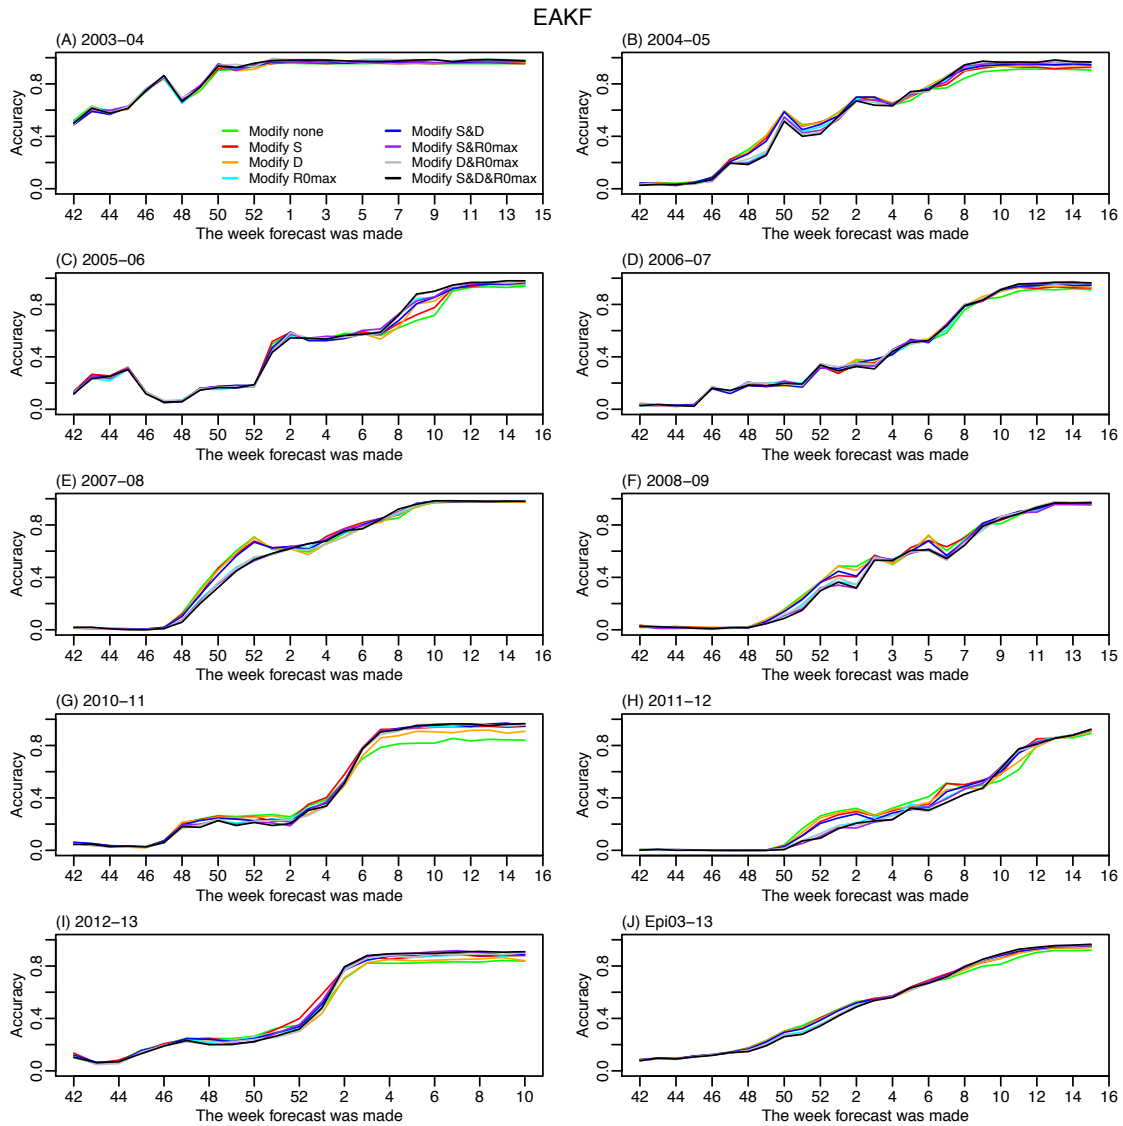 EAKF
(A) 2003−04
Accuracy
0.0 0.4 0.8
Modify none
Modify S
Modify D
Modify R0max
Modify S&D
Modify S&R0max
Modify D&R0max
Modify S&D&R0max
42 44 46 48 50 52 1 3 5 7 9 11 13 15
The week forecast was made
(B) 2004−05
Accuracy
0.0 0.4 0.8
42 44 46 48 50 52 2 4 6 8 10 12 14 16
The week forecast was made
(C) 2005−06
Accuracy
0.0 0.4 0.8
42 44 46 48 50 52 2 4 6 8 10 12 14 16
The week forecast was made
(D) 2006−07
Accuracy
0.0 0.4 0.8
42 44 46 48 50 52 2 4 6 8 10 12 14 16
The week forecast was made
(E) 2007−08
Accuracy
0.0 0.4 0.8
42 44 46 48 50 52 2 4 6 8 10 12 14 16
The week forecast was made
(F) 2008−09
Accuracy
0.0 0.4 0.8
42 44 46 48 50 52 1 3 5 7 9 11 13 15
The week forecast was made
(G) 2010−11
Accuracy
0.0 0.4 0.8
42 44 46 48 50 52 2 4 6 8 10 12 14 16
The week forecast was made
(H) 2011−12
Accuracy
0.0 0.4 0.8
42 44 46 48 50 52 2 4 6 8 10 12 14 16
The week forecast was made
(I) 2012−13
Accuracy
0.0 0.4 0.8
42 44 46 48 50 52 2 4 6 8 10
The week forecast was made
(J) Epi03−13
Accuracy
0.0 0.4 0.8
42 44 46 48 50 52 2 4 6 8 10 12 14 16
The week forecast was made